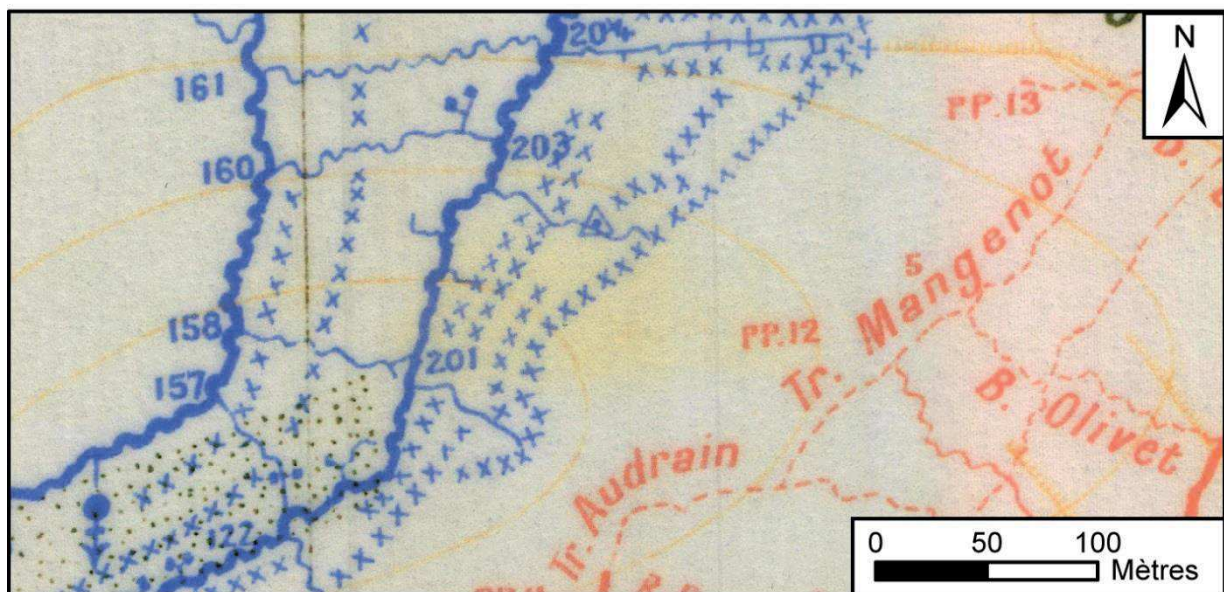 204
N
161
PP.13
203
160
Tr. Mangenot
5
158
PP.12
201
157
B. Olivet
Tr. Audrain
122
0 50 100
Mètres